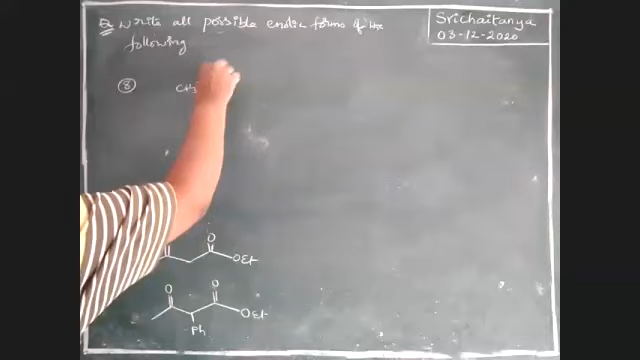 Q. Write all possible enolic forms of the
following
Srichaitanya
03-12-2020
8
CH3
O
OEt
O
O
OEt
Ph